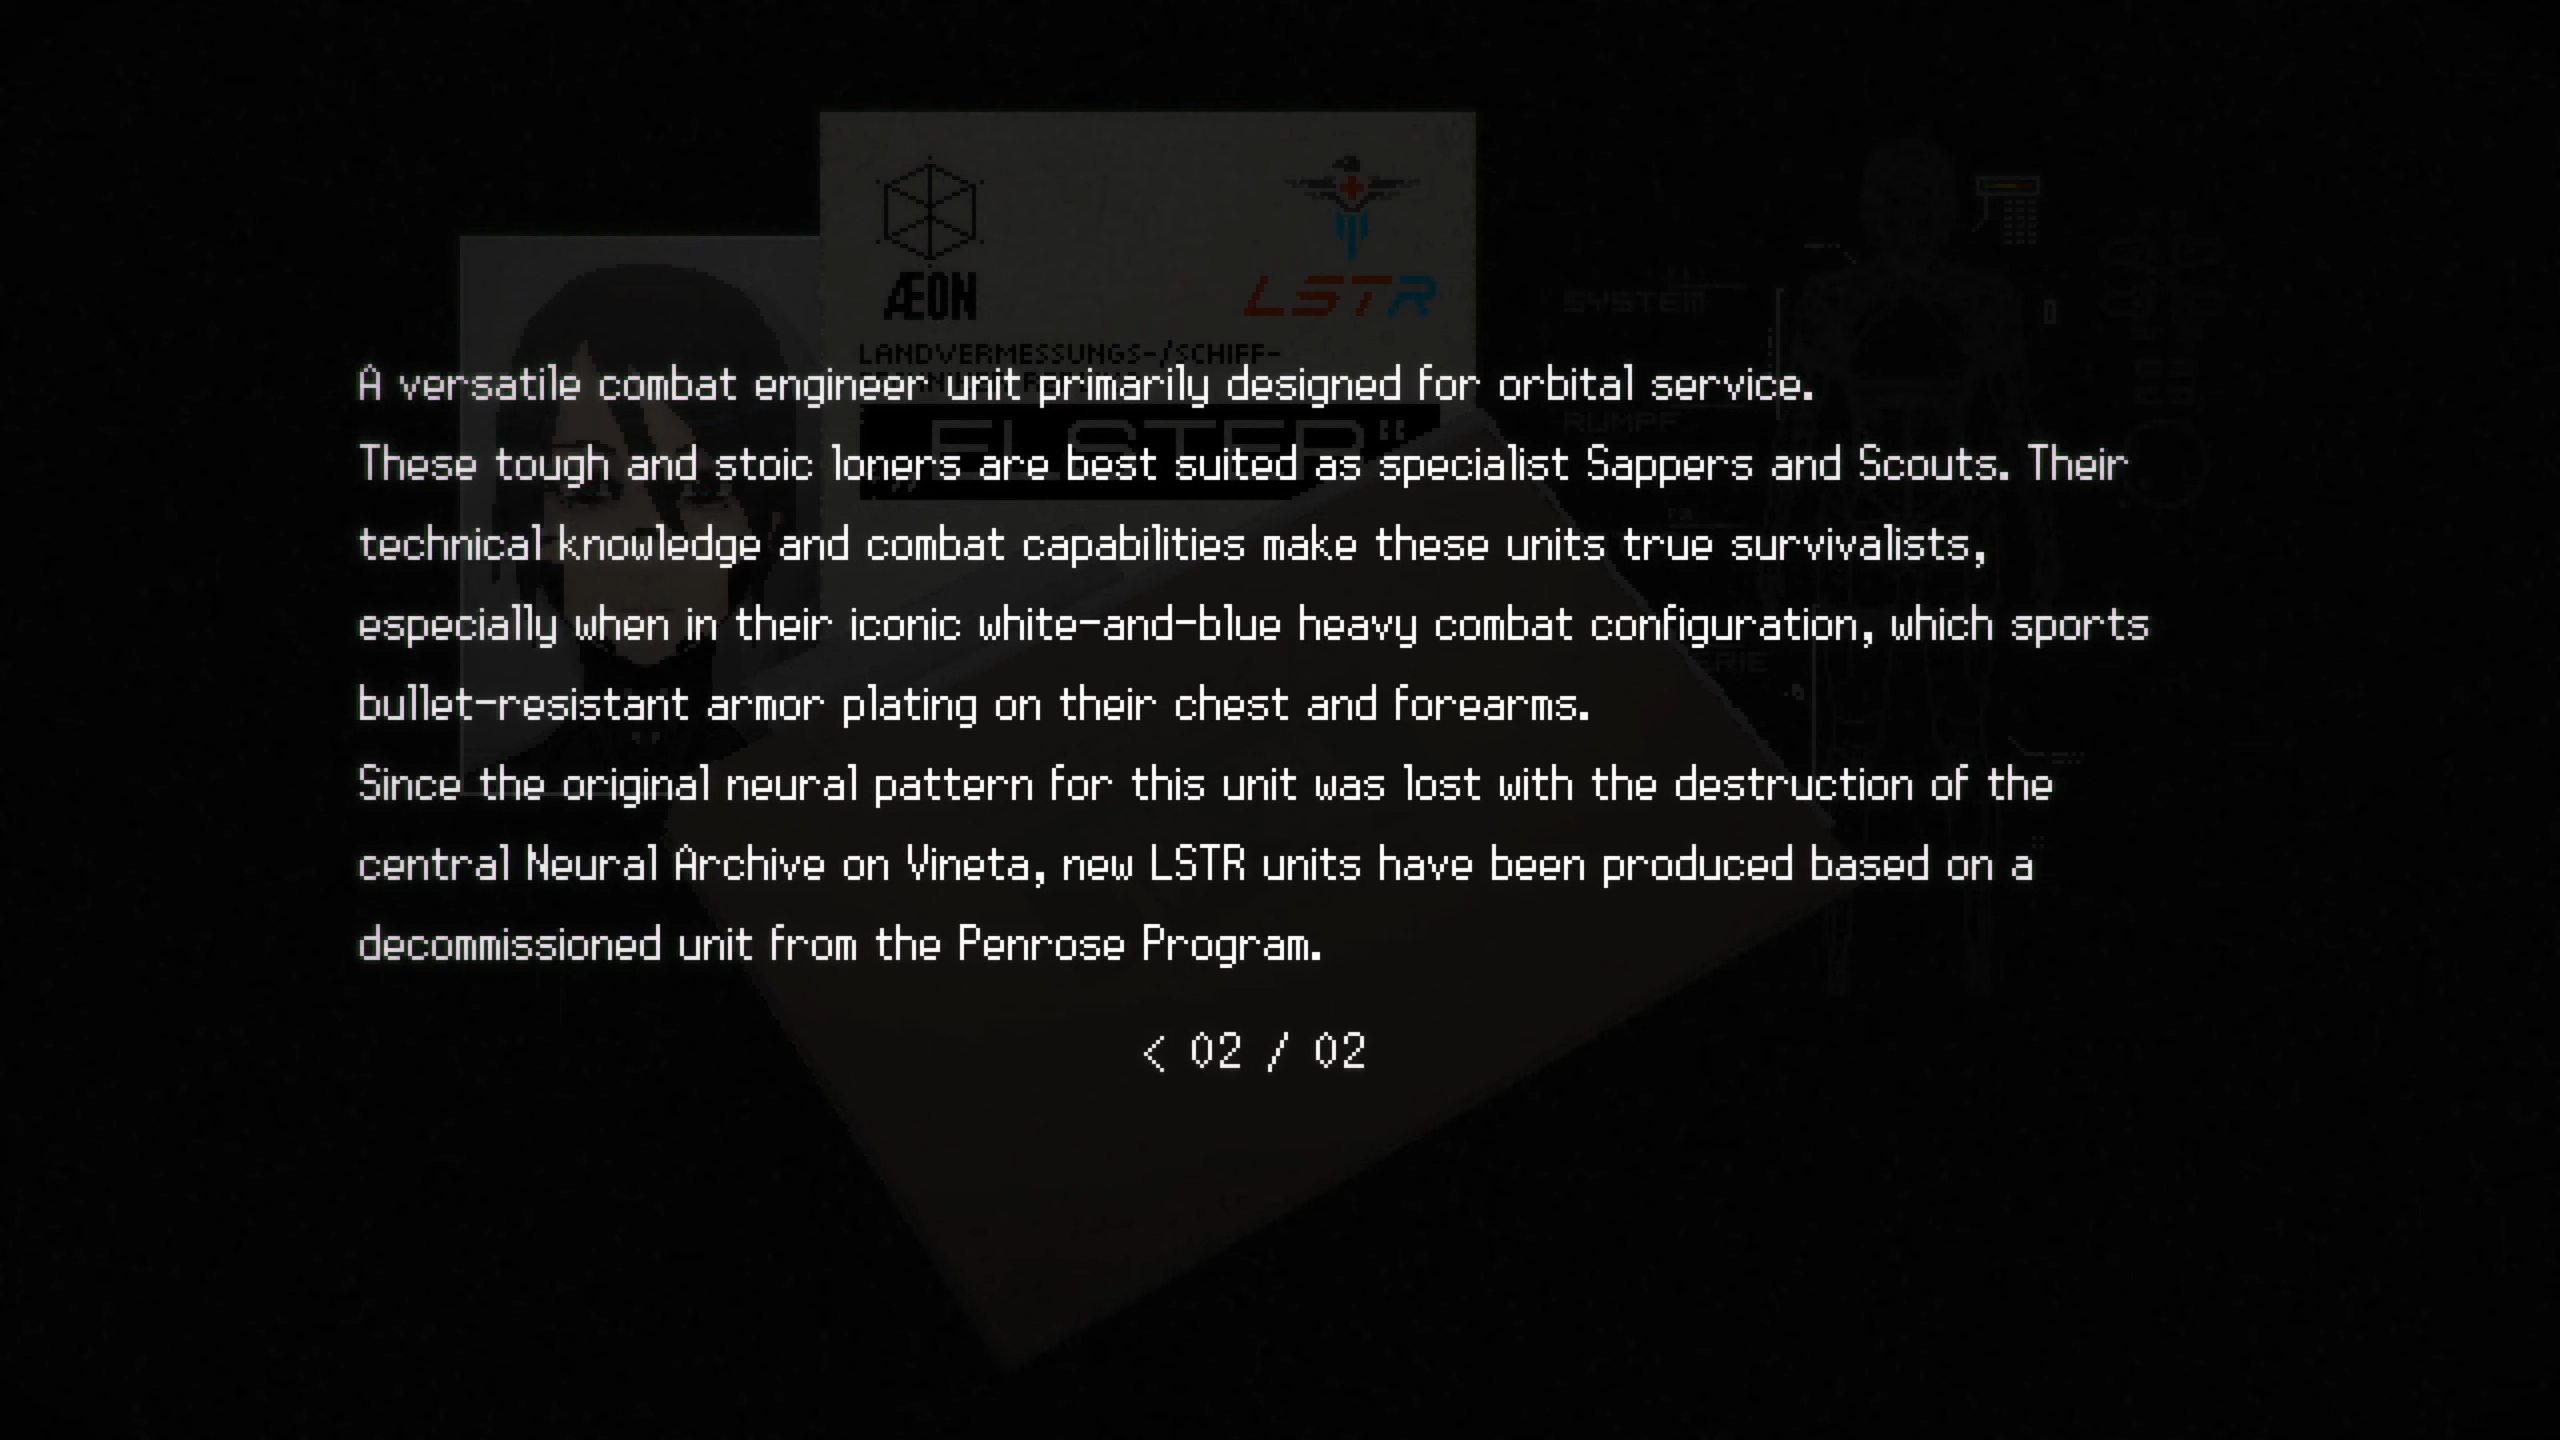 ÆON
LSTR
LANDVERMESSUNGS-/SCHIFF-
ELSTER
SYSTEM
RUMPF
A versatile combat engineer unit primarily designed for orbital service.
These tough and stoic loners are best suited as specialist Sappers and Scouts. Their
technical knowledge and combat capabilities make these units true survivalists,
especially when in their iconic white-and-blue heavy combat configuration, which sports
bullet-resistant armor plating on their chest and forearms.
Since the original neural pattern for this unit was lost with the destruction of the
central Neural Archive on Vineta, new LSTR units have been produced based on a
decommissioned unit from the Penrose Program.
< 02 / 02